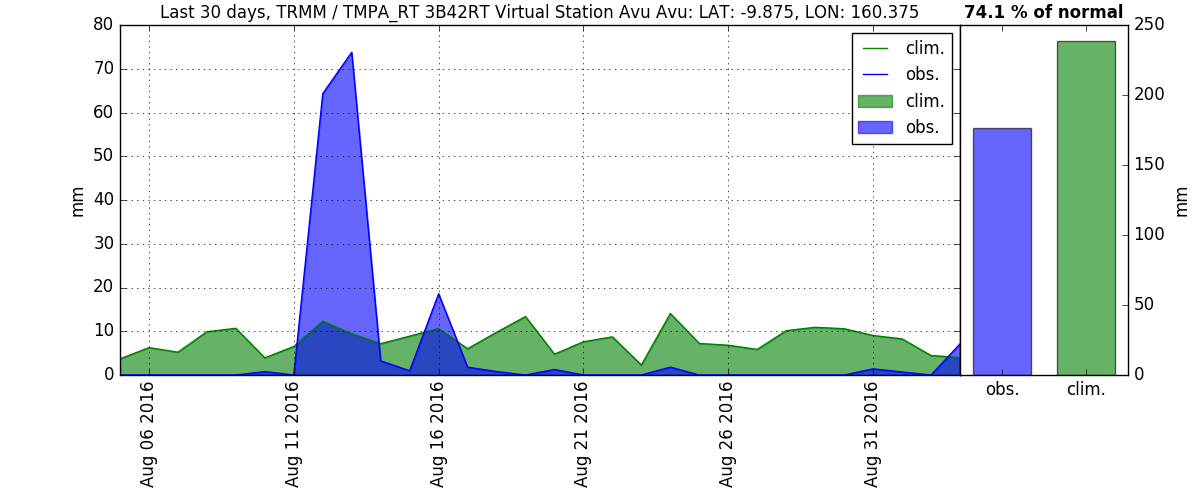 Last 30 days, TRMM / TMPA_RT 3B42RT Virtual Station Avu Avu: LAT: -9.875, LON: 160.375
74.1 % of normal
80
70
60
50
40
30
20
10
0
mm
clim.
obs.
clim.
obs.
Aug 06 2016
Aug 11 2016
Aug 16 2016
Aug 21 2016
Aug 26 2016
Aug 31 2016
250
200
150
100
50
0
mm
obs.
clim.